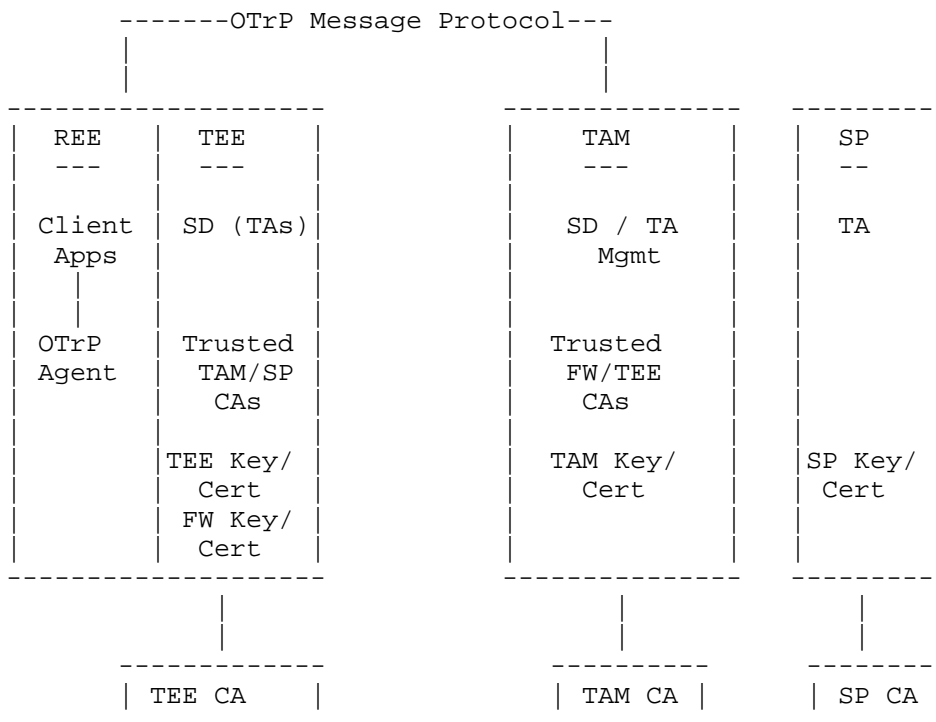 -------OTrP Message Protocol---
REE TEE TAM SP
--- --- --- --
Client SD (TAs) SD / TA TA
Apps Mgmt
OTrP Trusted Trusted
Agent TAM/SP FW/TEE
CAs CAs
TEE Key/ TAM Key/ SP Key/
Cert Cert Cert
FW Key/
Cert
TEE CA TAM CA SP CA